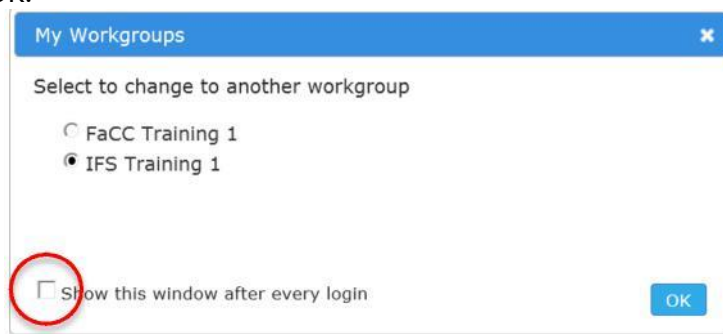 My Workgroups
Select to change to another workgroup
FaCC Training 1
IFS Training 1
Show this window after every login
OK